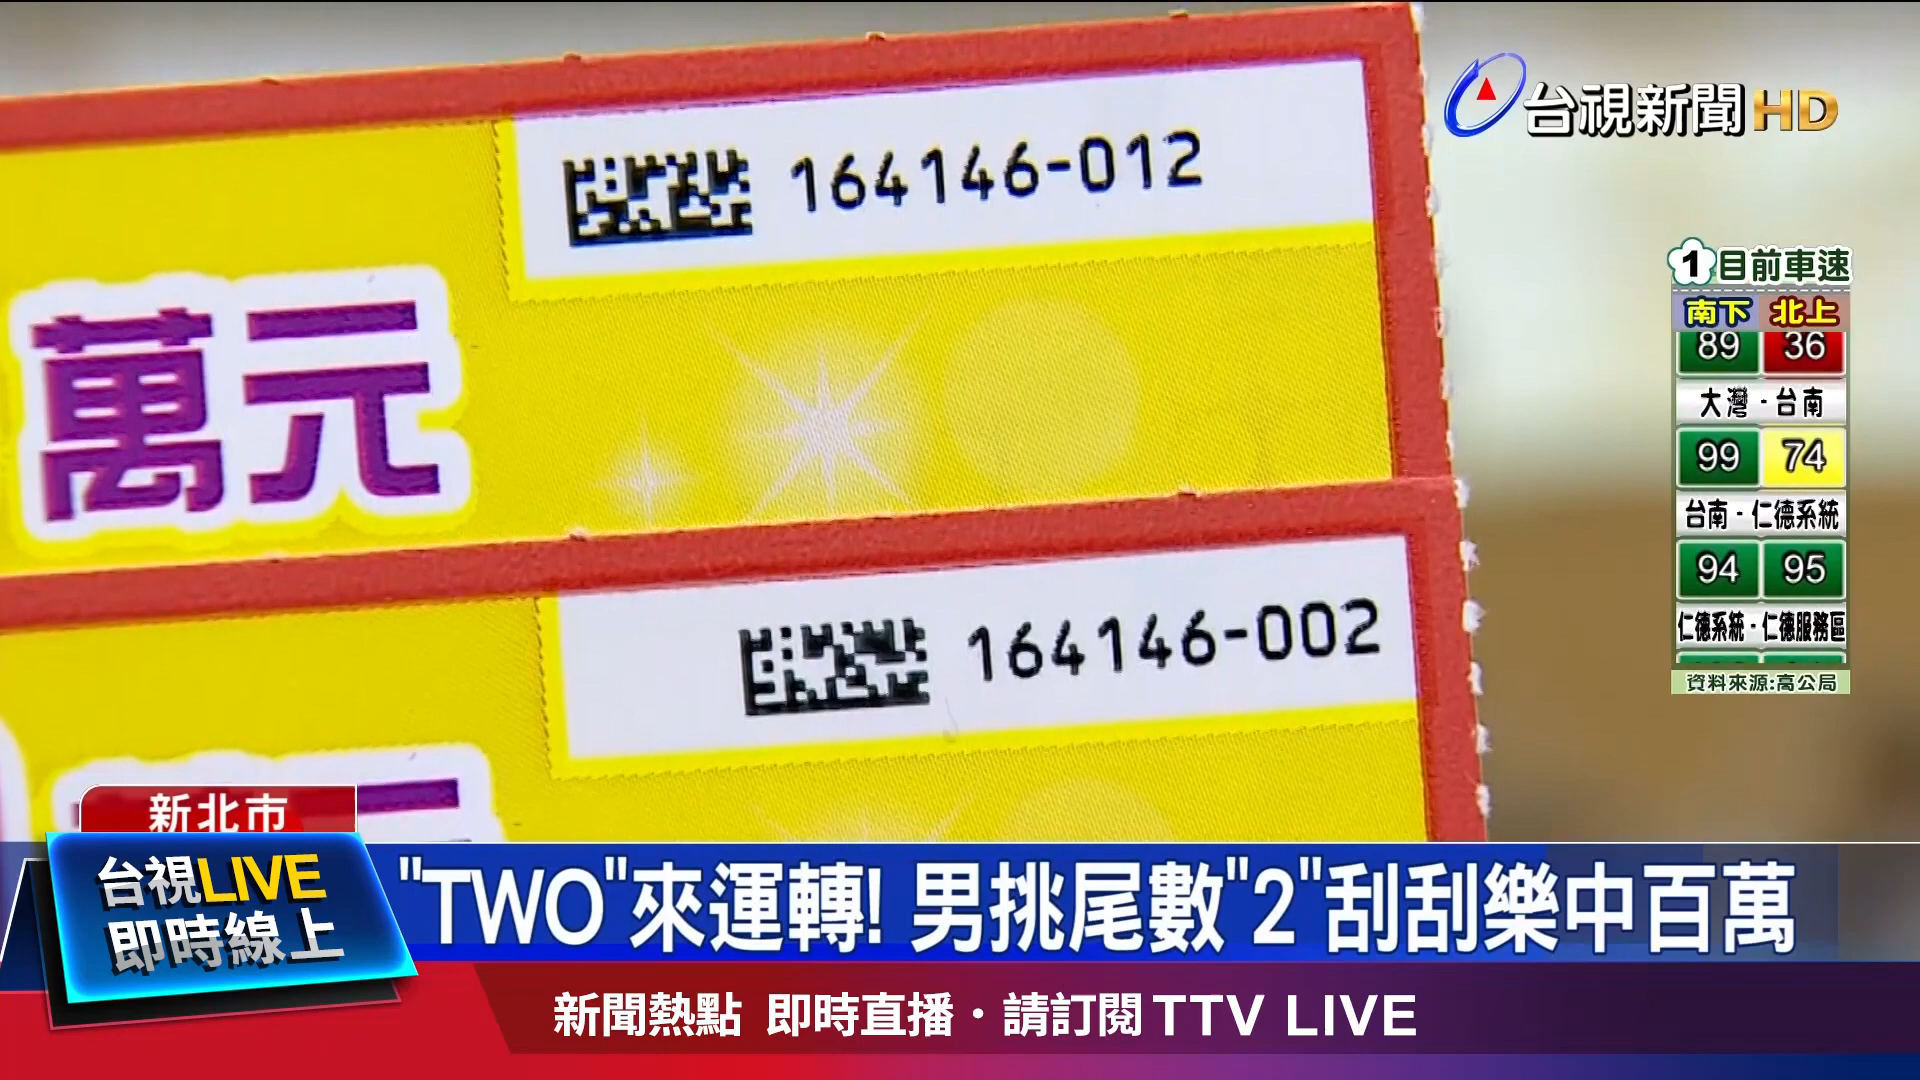 164146-012
萬元
164146-002
台視新聞HD
1目前車速
南下 北上
89 36
大灣-台南
99 74
台南-仁德系統
94 95
仁德系統-仁德服務區
資料來源:高公局
新北市
台視LIVE
即時線上
"TWO"來運轉! 男挑尾數"2"刮刮樂中百萬
新聞熱點 即時直播・請訂閱TTV LIVE